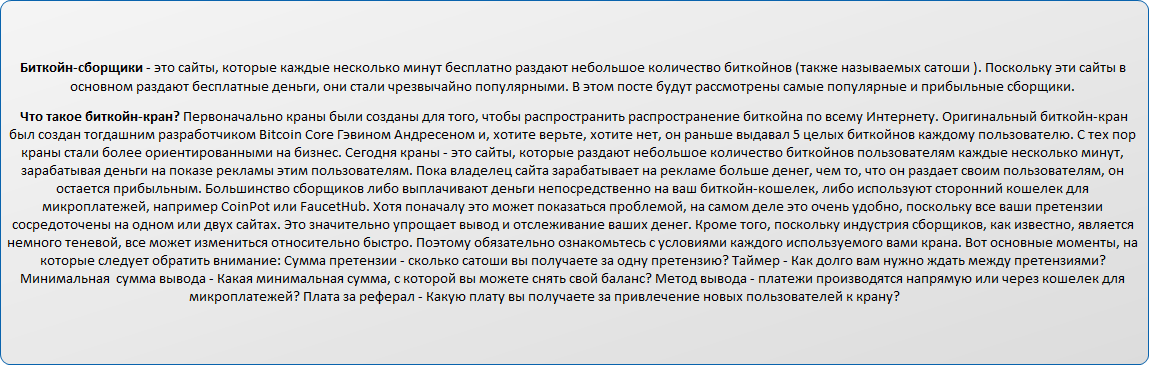 Биткойн-сборщики - это сайты, которые каждые несколько минут бесплатно раздают небольшое количество биткойнов (также называемых сатоши ). Поскольку эти сайты в
основном раздают бесплатные деньги, они стали чрезвычайно популярными. В этом посте будут рассмотрены самые популярные и прибыльные сборщики.
Что такое биткойн-кран? Первоначально краны были созданы для того, чтобы распространить распространение биткойна по всему Интернету. Оригинальный биткойн-кран
был создан тогдашним разработчиком Bitcoin Core Гэвином Андресеном и, хотите верьте, хотите нет, он раньше выдавал 5 целых биткойнов каждому пользователю. С тех пор
краны стали более ориентированными на бизнес. Сегодня краны - это сайты, которые раздают небольшое количество биткойнов пользователям каждые несколько минут,
зарабатывая деньги на показе рекламы этим пользователям. Пока владелец сайта зарабатывает на рекламе больше денег, чем то, что он раздает своим пользователям, он
остается прибыльным. Большинство сборщиков либо выплачивают деньги непосредственно на ваш биткойн-кошелек, либо используют сторонний кошелек для
микроплатежей, например CoinPot или FaucetHub. Хотя поначалу это может показаться проблемой, на самом деле это очень удобно, поскольку все ваши претензии
сосредоточены на одном или двух сайтах. Это значительно упрощает вывод и отслеживание ваших денег. Кроме того, поскольку индустрия сборщиков, как известно, является
немного теневой, все может измениться относительно быстро. Поэтому обязательно ознакомьтесь с условиями каждого используемого вами крана. Вот основные моменты, на
которые следует обратить внимание: Сумма претензии - сколько сатоши вы получаете за одну претензию? Таймер - Как долго вам нужно ждать между претензиями?
Минимальная  сумма вывода - Какая минимальная сумма, с которой вы можете снять свой баланс? Метод вывода - платежи производятся напрямую или через кошелек для
микроплатежей? Плата за реферал - Какую плату вы получаете за привлечение новых пользователей к крану?